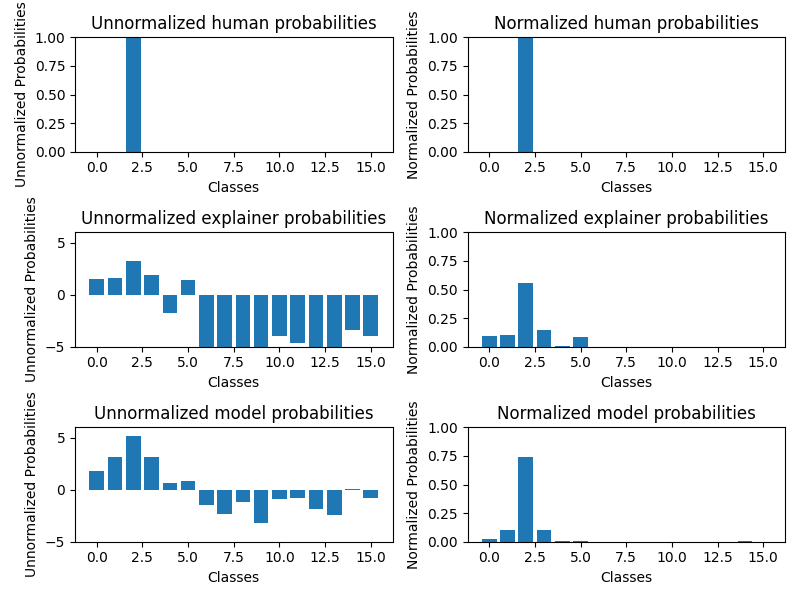 Unnormalized human probabilities
Unnormalized Probabilities
1.00
0.75
0.50
0.25
0.00
0.0 2.5 5.0 7.5 10.0 12.5 15.0
Classes
Normalized human probabilities
Normalized Probabilities
1.00
0.75
0.50
0.25
0.00
0.0 2.5 5.0 7.5 10.0 12.5 15.0
Classes
Unnormalized explainer probabilities
Unnormalized Probabilities
5
0
−5
0.0 2.5 5.0 7.5 10.0 12.5 15.0
Classes
Normalized explainer probabilities
Normalized Probabilities
1.00
0.75
0.50
0.25
0.00
0.0 2.5 5.0 7.5 10.0 12.5 15.0
Classes
Unnormalized model probabilities
Unnormalized Probabilities
5
0
−5
0.0 2.5 5.0 7.5 10.0 12.5 15.0
Classes
Normalized model probabilities
Normalized Probabilities
1.00
0.75
0.50
0.25
0.00
0.0 2.5 5.0 7.5 10.0 12.5 15.0
Classes